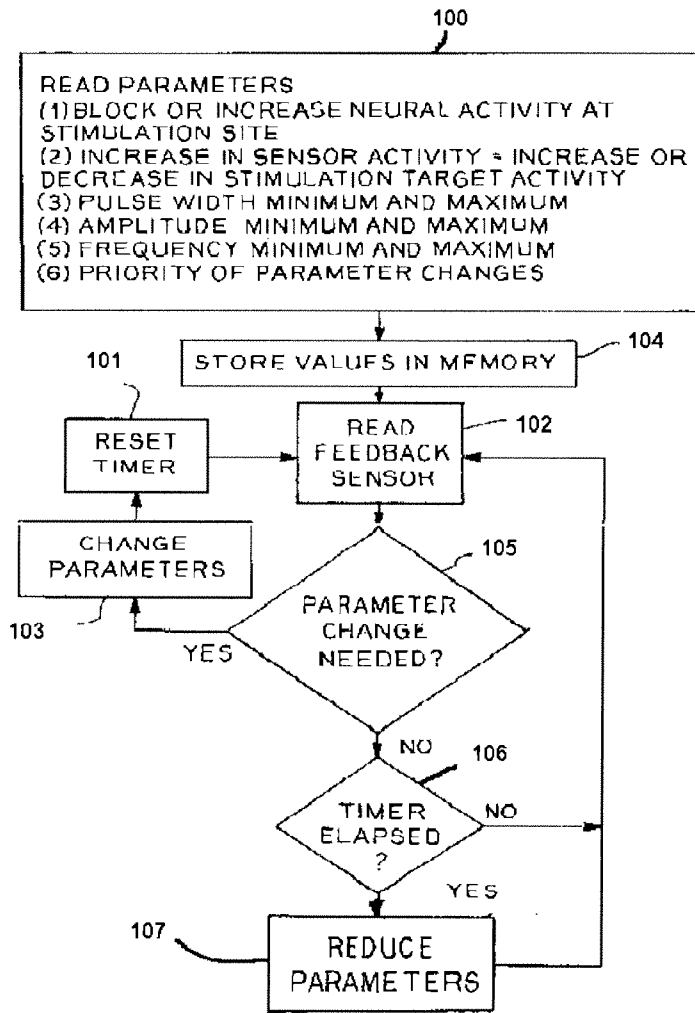 100
READ PARAMETERS
(1) BLOCK OR INCREASE NEURAL ACTIVITY AT
STIMULATION SITE
(2) INCREASE IN SENSOR ACTIVITY = INCREASE OR
DECREASE IN STIMULATION TARGET ACTIVITY
(3) PULSE WIDTH MINIMUM AND MAXIMUM
(4) AMPLITUDE MINIMUM AND MAXIMUM
(5) FREQUENCY MINIMUM AND MAXIMUM
(6) PRIORITY OF PARAMETER CHANGES
104
STORE VALUES IN MEMORY
101
RESET
TIMER
102
READ
FEEDBACK
SENSOR
CHANGE
PARAMETERS
103
105
PARAMETER
CHANGE
NEEDED?
YES
NO
106
TIMER
ELAPSED
?
NO
YES
107
REDUCE
PARAMETERS